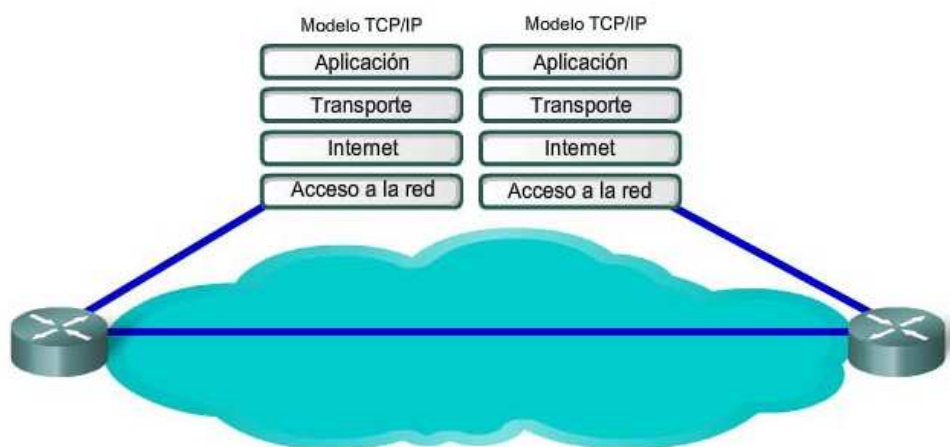 Modelo TCP/IP
Aplicación
Transporte
Internet
Acceso a la red
Modelo TCP/IP
Aplicación
Transporte
Internet
Acceso a la red